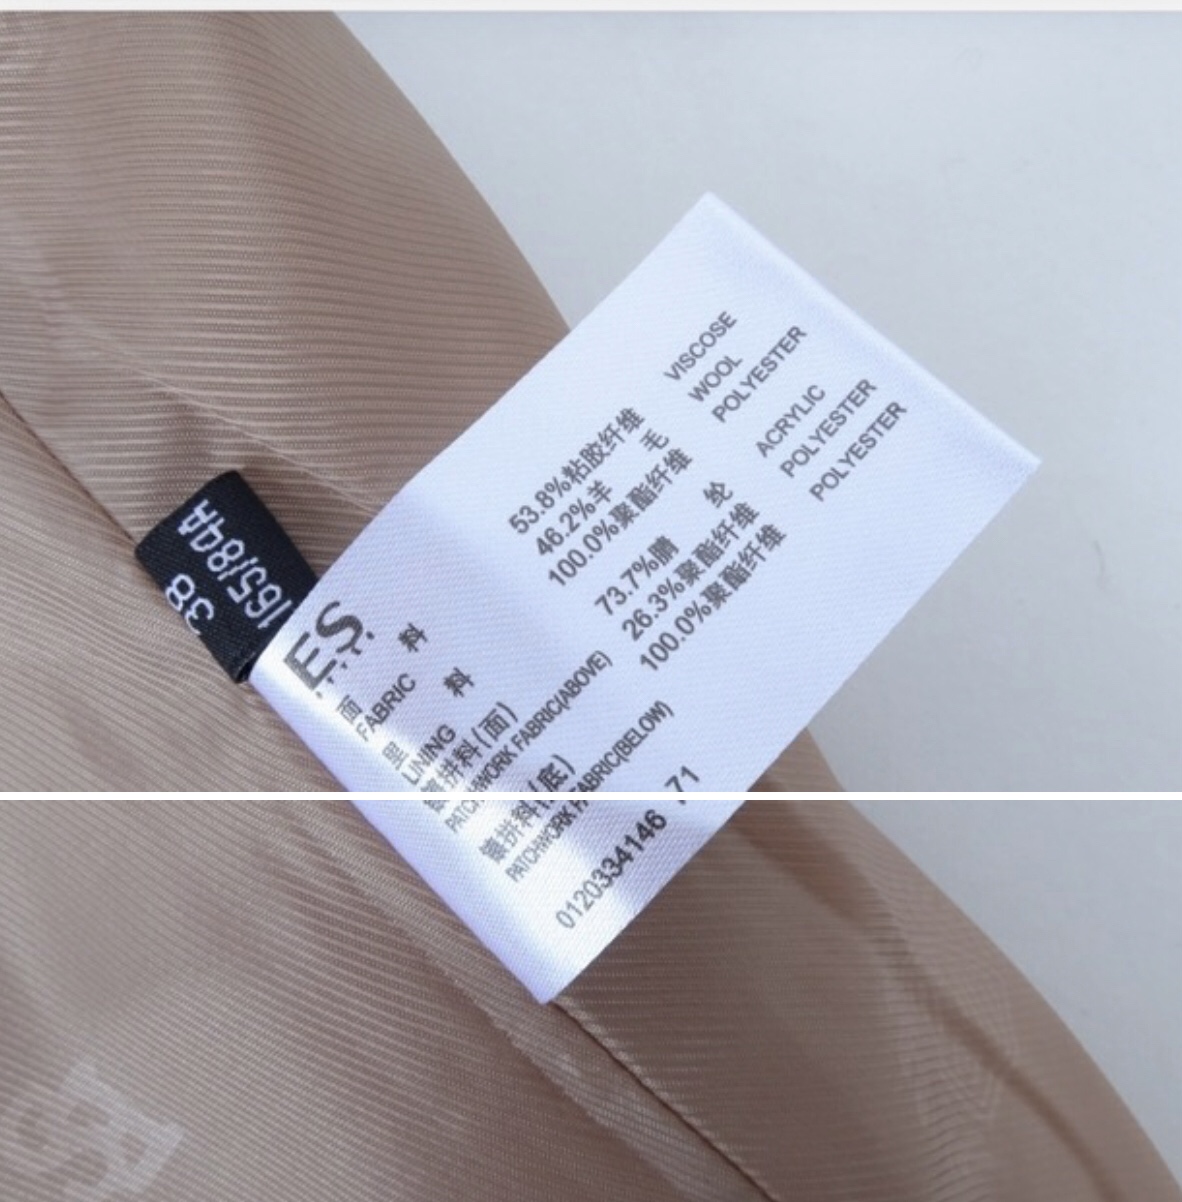 165/84A
38
ES.
面 料 53.8%粘胶纤维 VISCOSE
FABRIC 46.2%羊 毛 WOOL
里 料 100.0%聚酯纤维 POLYESTER
LINING
镶拼料(面) 73.7%腈 纶 ACRYLIC
PATCHWORK FABRIC(ABOVE) 26.3%聚酯纤维 POLYESTER
镶拼料(底) 100.0%聚酯纤维 POLYESTER
PATCHWORK FABRIC(BELOW)
0120334146 71